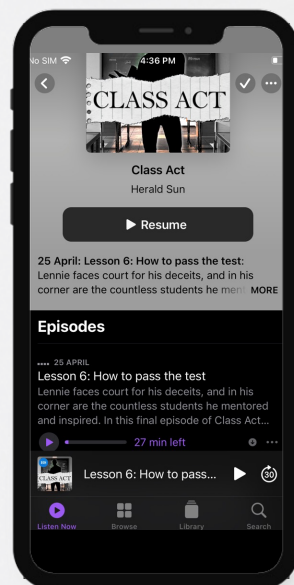 No SIM 4:36 PM
CLASS ACT
Class Act
Herald Sun
Resume
25 April: Lesson 6: How to pass the test:
Lennie faces court for his deceits, and in his
corner are the countless students he ment MORE
Episodes
25 APRIL
Lesson 6: How to pass the test
Lennie faces court for his deceits, and in his
corner are the countless students he mentored
and inspired. In this final episode of Class Act...
27 min left
CLASS ACT
Lesson 6: How to pass...
30
Listen Now Browse Library Search